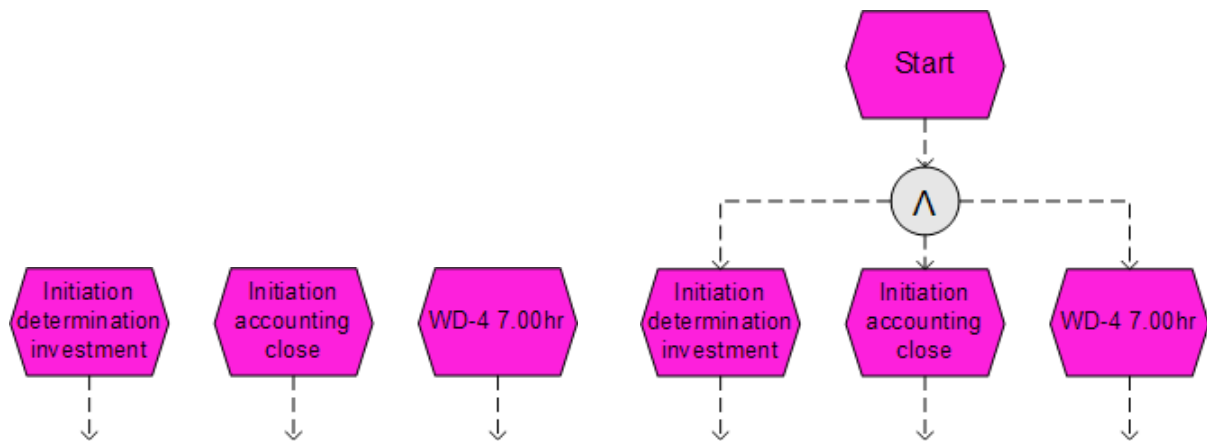 Start
Λ
Initiation
determination
investment
Initiation
accounting
close
WD-4 7.00hr
Initiation
determination
investment
Initiation
accounting
close
WD-4 7.00hr